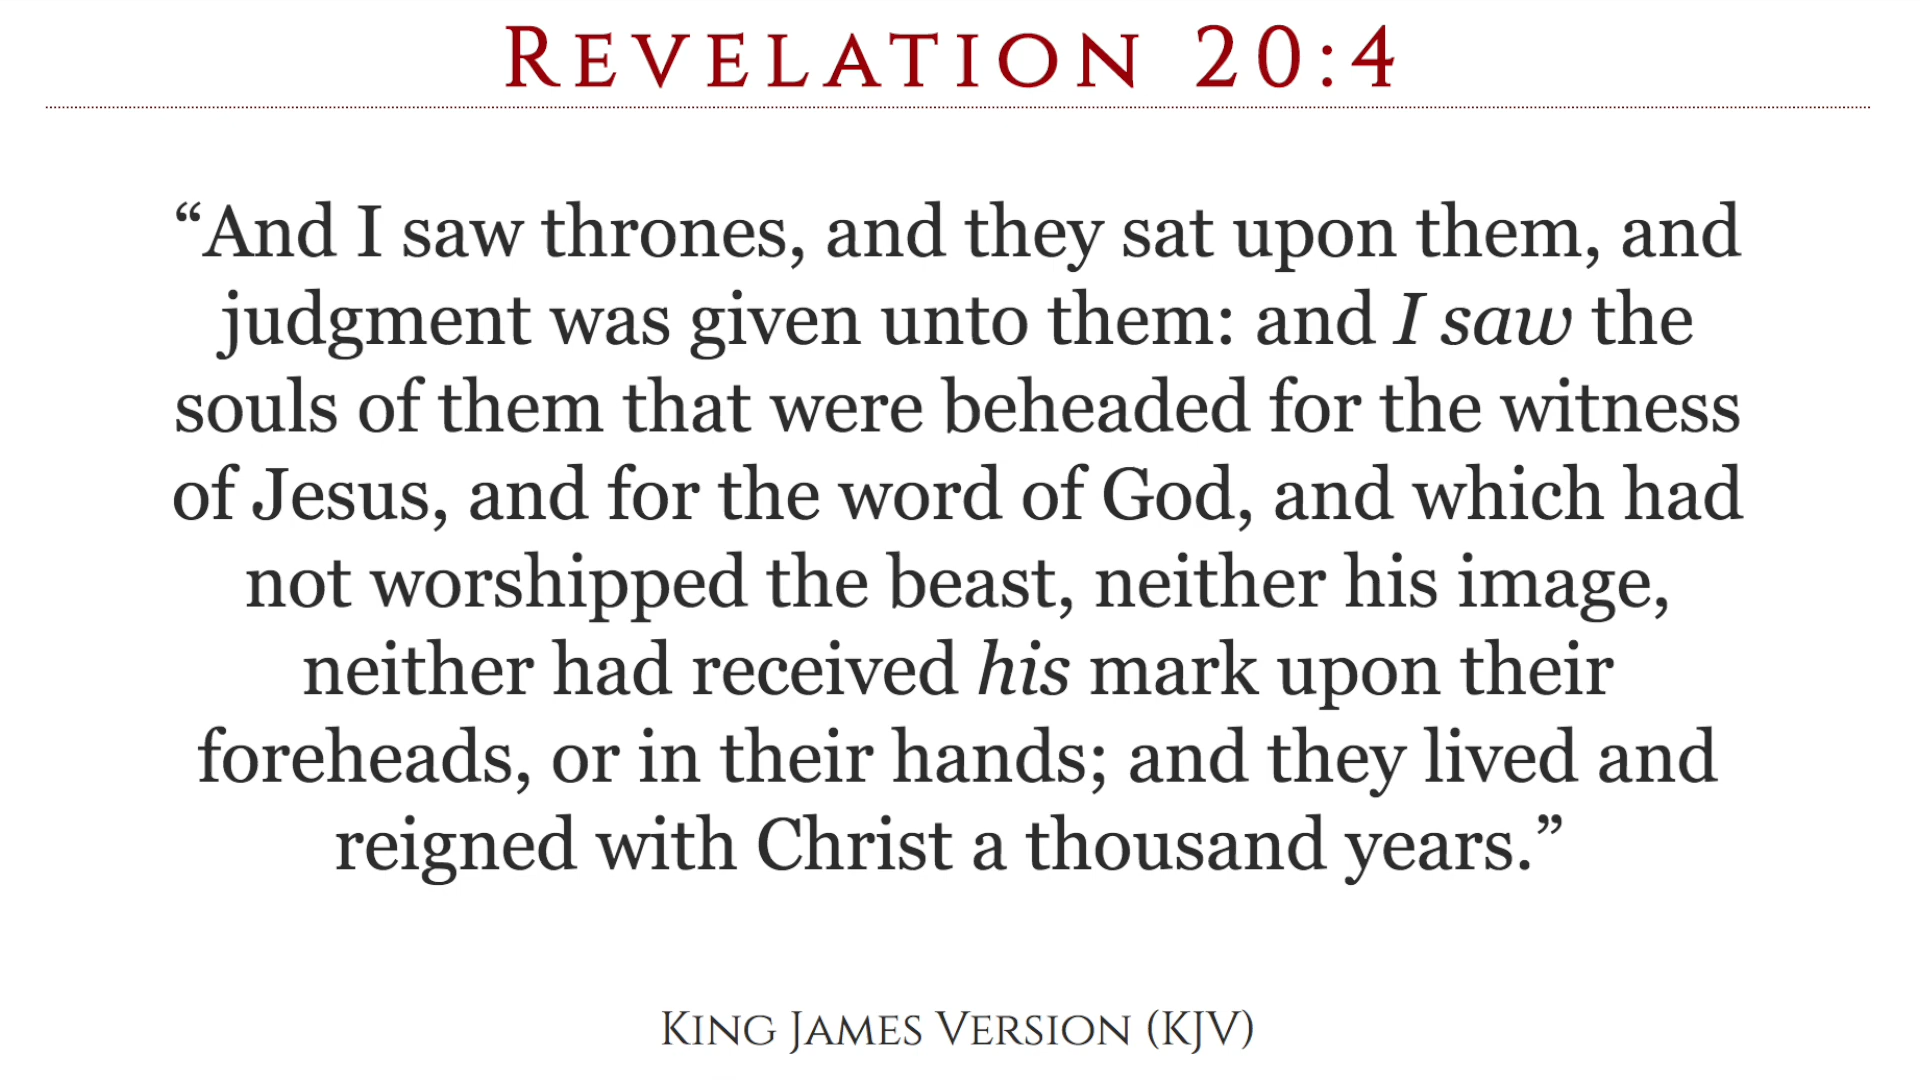 Revelation 20:4
“And I saw thrones, and they sat upon them, and
judgment was given unto them: and I saw the
souls of them that were beheaded for the witness
of Jesus, and for the word of God, and which had
not worshipped the beast, neither his image,
neither had received his mark upon their
foreheads, or in their hands; and they lived and
reigned with Christ a thousand years.”
King James Version (KJV)